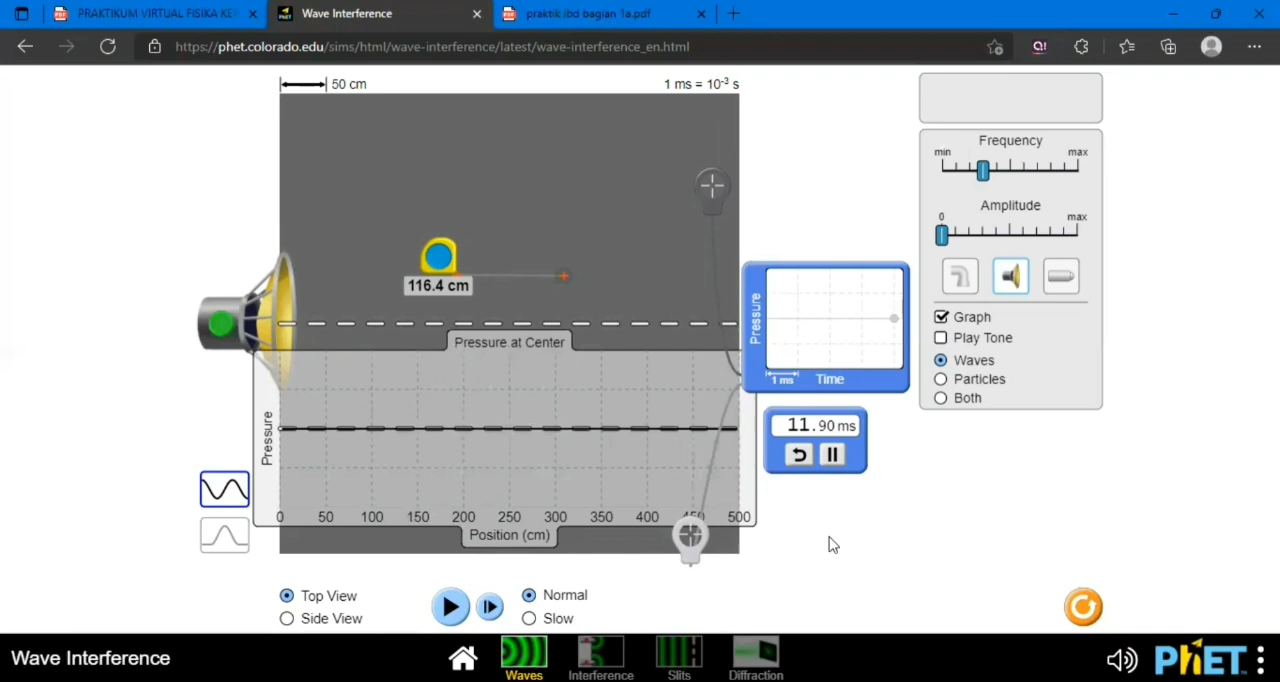 PRAKTIKUM VIRTUAL FISIKA KE
Wave Interference
praktik ibd bagian 1a.pdf
https://phet.colorado.edu/sims/html/wave-interference/latest/wave-interference_en.html
50 cm
1 ms = 10⁻³ s
Frequency
min
max
Amplitude
0
max
116.4 cm
Pressure at Center
Pressure
1 ms
Time
Graph
Play Tone
Waves
Particles
Both
11.90 ms
Pressure
0 50 100 150 200 250 300 350 400 450 500
Position (cm)
Top View
Side View
Normal
Slow
Wave Interference
Waves
Interference
Slits
Diffraction
PhET